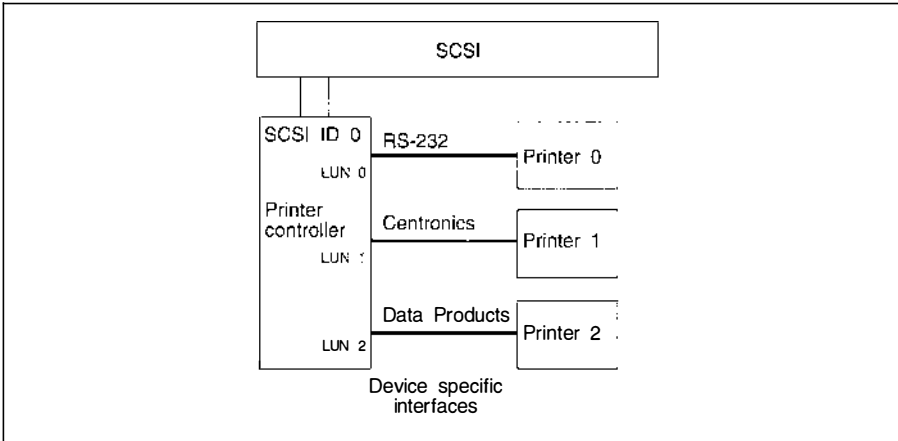 SCSI
SCSI ID 0
RS-232
Printer 0
LUN 0
Printer
controller
Centronics
Printer 1
LUN 1
Data Products
Printer 2
LUN 2
Device specific
interfaces